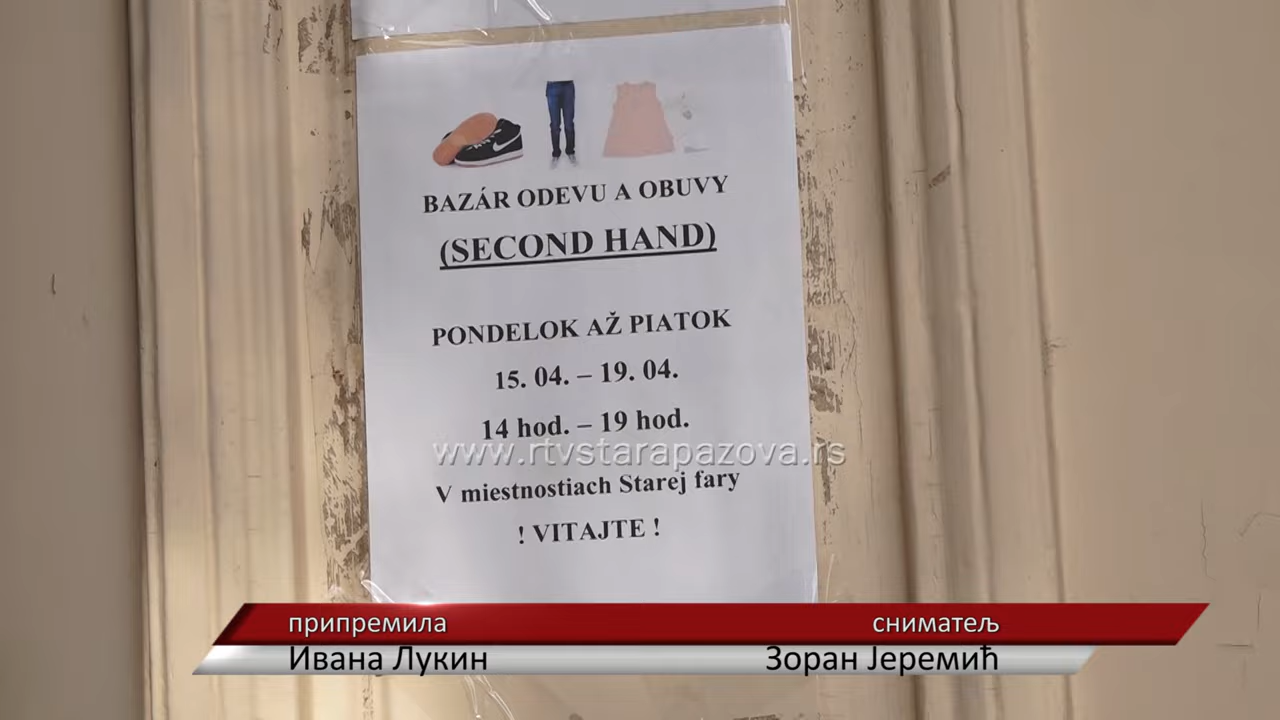 BAZÁR ODEVU A OBUVY
(SECOND HAND)
PONDELOK AŽ PIATOK
15. 04. – 19. 04.
14 hod. – 19 hod.
www.rtvstarapazova.rs
V miestnostiach Starej fary
! VITAJTE !
припремила
сниматељ
Ивана Лукин
Зоран Јеремић